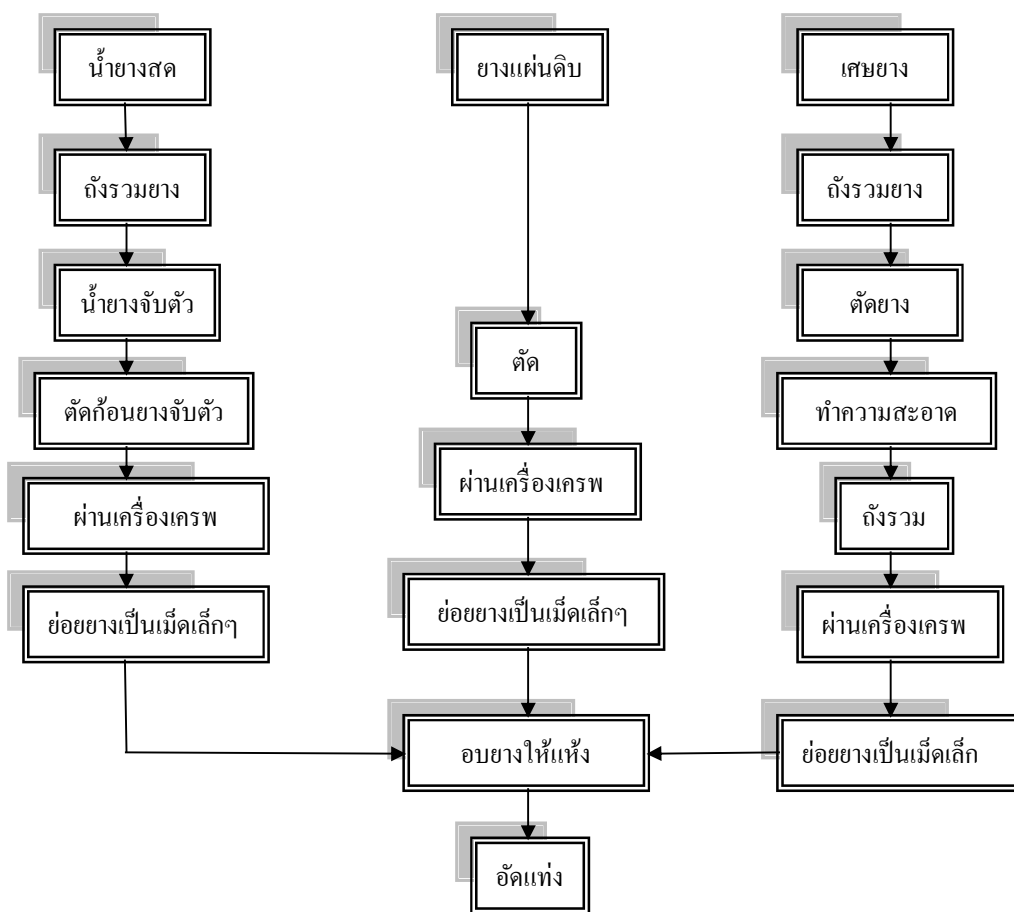 น้ำยางสด
ยางแผ่นดิบ
เศษยาง
ถังรวมยาง
ถังรวมยาง
น้ำยางจับตัว
ตัดยาง
ตัด
ตัดก้อนยางจับตัว
ทำความสะอาด
ผ่านเครื่องเครพ
ผ่านเครื่องเครพ
ถังรวม
ย่อยยางเป็นเม็ดเล็กๆ
ย่อยยางเป็นเม็ดเล็กๆ
ผ่านเครื่องเครพ
อบยางให้แห้ง
ย่อยยางเป็นเม็ดเล็ก
อัดแท่ง